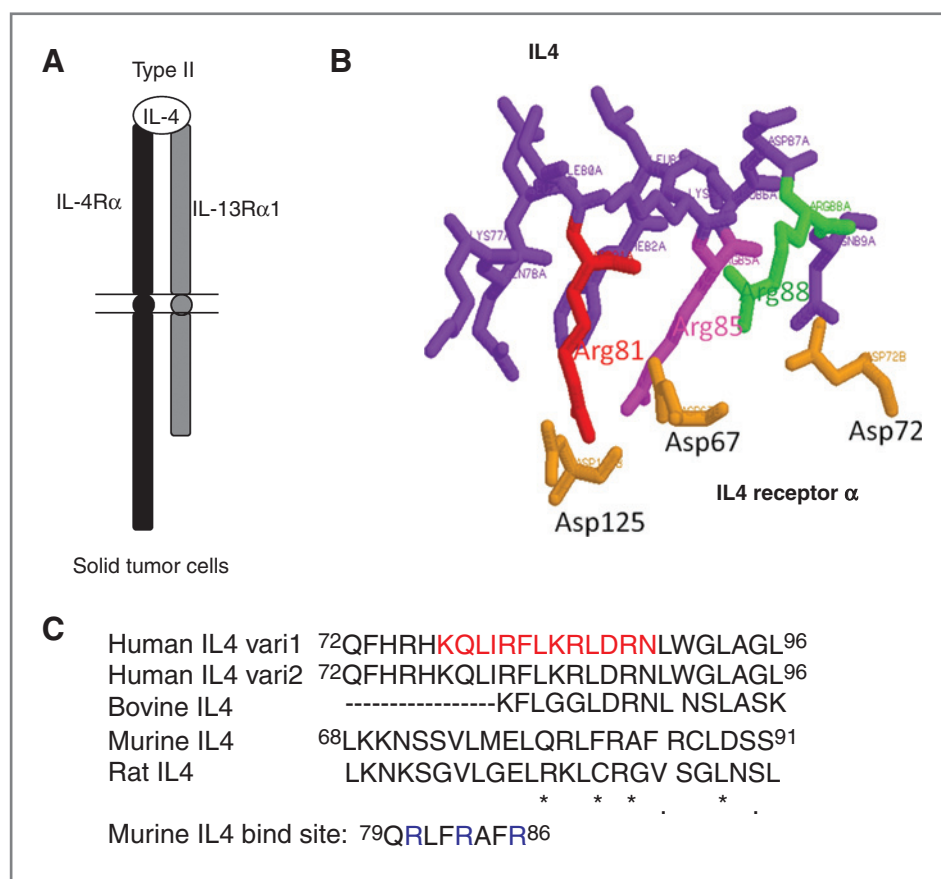 A
Type II
IL-4
IL-4Rα
IL-13Rα1
Solid tumor cells
B
IL4
ASP87A
ARG88A
LYS77A
Arg88
Arg85
Arg81
ASP72B
Asp67
Asp72
IL4 receptor α
Asp125
C
Human IL4 vari1 72QFHRHKQLIRFLKRLDRNLWGLAGL96
Human IL4 vari2 72QFHRHKQLIRFLKRLDRNLWGLAGL96
Bovine IL4 -----------------KFLGGLDRNL NSLASK
Murine IL4 68LKKNSSVLMELQRLFRAF RCLDSS91
Rat IL4 LKNKSGVLGELRKLCRGV SGLNSL
* * * . * .
Murine IL4 bind site: 79QRLFRAFR86